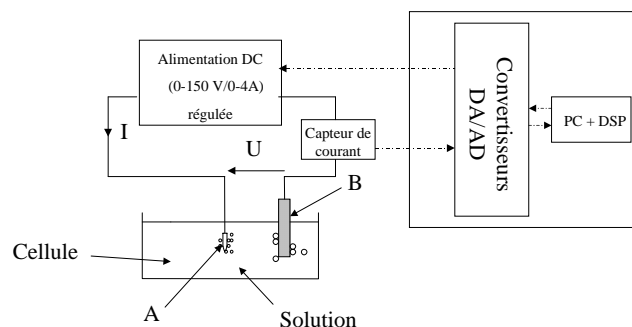 Alimentation DC
(0-150 V/0-4A)
régulée
I
Capteur de
courant
U
B
Convertisseurs
DA/AD
PC + DSP
Cellule
A
Solution